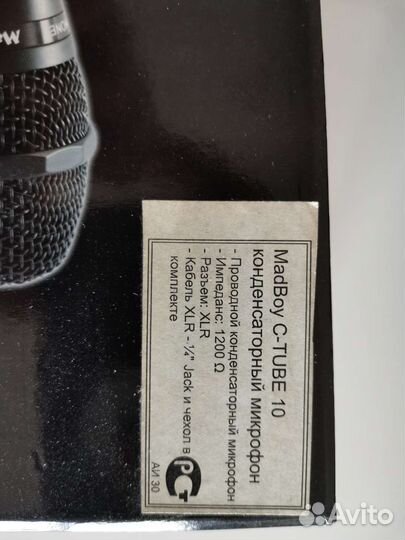 MadBoy C-TUBE 10
конденсаторный микрофон
- Проводной конденсаторный микрофон
- Импеданс: 1200 Ω
- Разъем: XLR
- Кабель XLR - ¼" Jack и чехол в
комплекте
РСТ
АИ 30
Avito